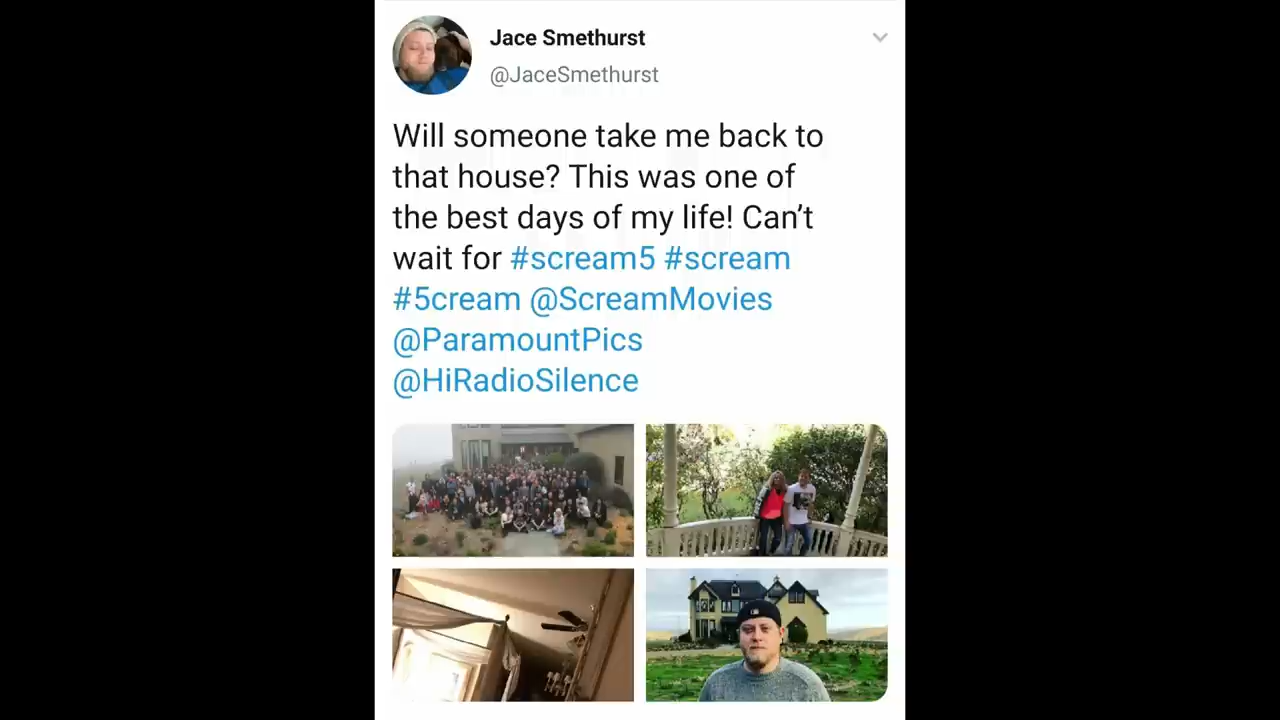 Jace Smethurst
@JaceSmethurst
Will someone take me back to
that house? This was one of
the best days of my life! Can’t
wait for #scream5 #scream
#5cream @ScreamMovies
@ParamountPics
@HiRadioSilence